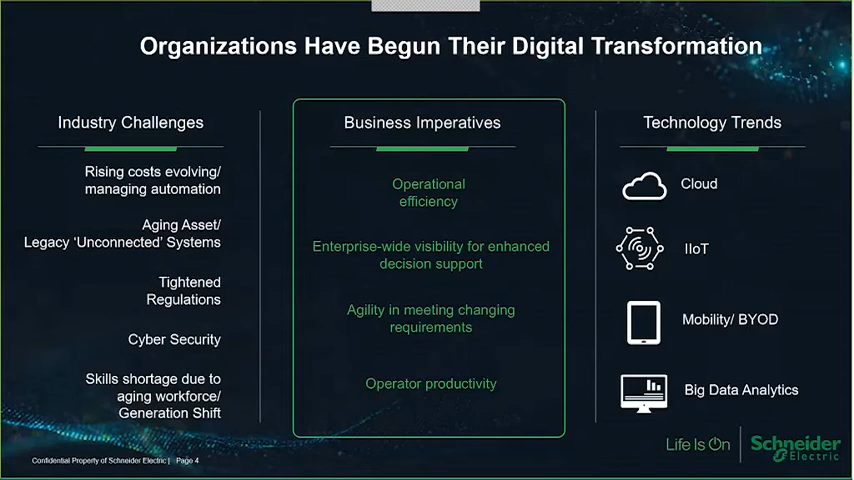 Organizations Have Begun Their Digital Transformation
Industry Challenges
Rising costs evolving/
managing automation
Aging Asset/
Legacy ‘Unconnected’ Systems
Tightened
Regulations
Cyber Security
Skills shortage due to
aging workforce/
Generation Shift
Business Imperatives
Operational
efficiency
Enterprise-wide visibility for enhanced
decision support
Agility in meeting changing
requirements
Operator productivity
Technology Trends
Cloud
IIoT
Mobility/ BYOD
Big Data Analytics
Confidential Property of Schneider Electric | Page 4
Life Is On
Schneider
Electric